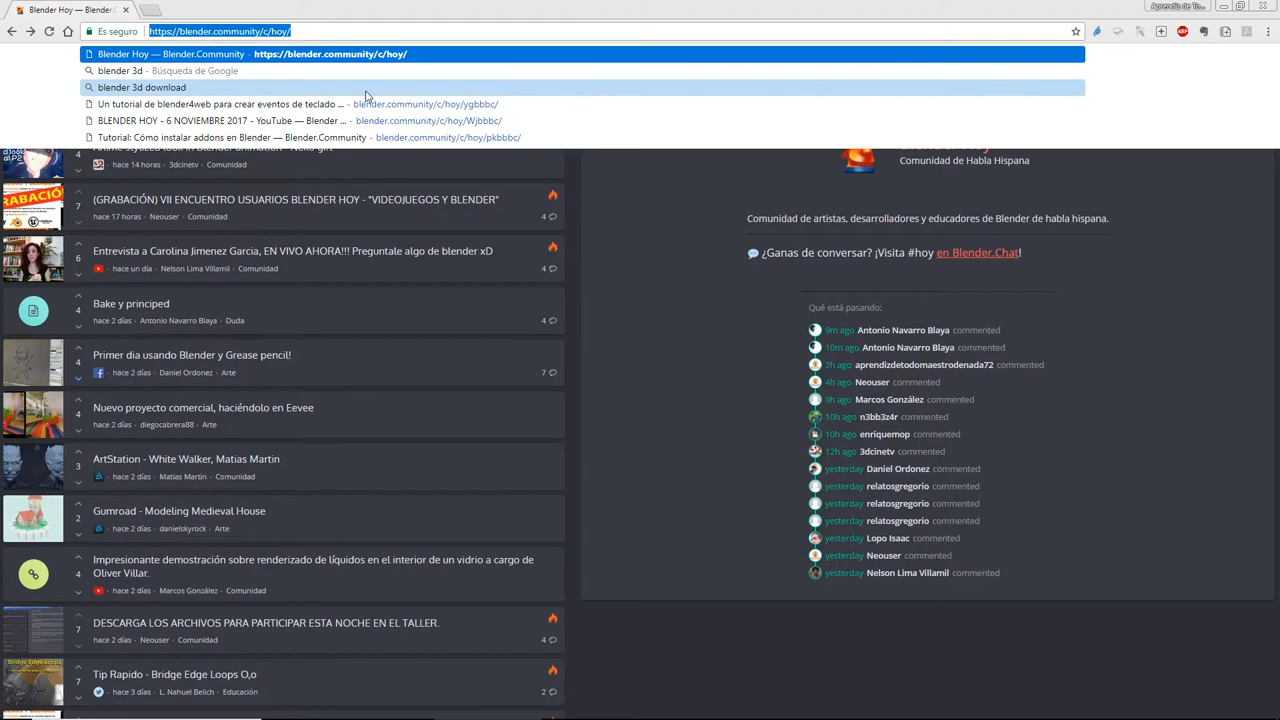 Blender Hoy — Blender.C
Aprendiz de To...
Es seguro
https://blender.community/c/hoy/
ABP
Blender Hoy — Blender.Community - https://blender.community/c/hoy/
blender 3d - Búsqueda de Google
blender 3d download
Un tutorial de blender4web para crear eventos de teclado ... - blender.community/c/hoy/ygbbbc/
BLENDER HOY - 6 NOVIEMBRE 2017 - YouTube — Blender ... - blender.community/c/hoy/Wjbbbc/
Tutorial: Cómo instalar addons en Blender — Blender.Community - blender.community/c/hoy/pkbbbc/
4
hace 14 horas · 3dcinetv · Comunidad
7
(GRABACIÓN) VII ENCUENTRO USUARIOS BLENDER HOY - "VIDEOJUEGOS Y BLENDER"
hace 17 horas · Neouser · Comunidad
4
6
Entrevista a Carolina Jimenez Garcia, EN VIVO AHORA!!! Preguntale algo de blender xD
hace un día · Nelson Lima Villamil · Comunidad
4
4
Bake y principed
hace 2 días · Antonio Navarro Blaya · Duda
4
4
Primer dia usando Blender y Grease pencil!
hace 2 días · Daniel Ordonez · Arte
7
4
Nuevo proyecto comercial, haciéndolo en Eevee
hace 2 días · diegocabrera88 · Arte
3
ArtStation - White Walker, Matias Martin
hace 2 días · Matias Martin · Comunidad
2
Gumroad - Modeling Medieval House
hace 2 días · danielskyrock · Arte
4
Impresionante demostración sobre renderizado de líquidos en el interior de un vidrio a cargo de
Oliver Villar.
hace 2 días · Marcos González · Comunidad
7
DESCARGA LOS ARCHIVOS PARA PARTICIPAR ESTA NOCHE EN EL TALLER.
hace 2 días · Neouser · Comunidad
4
7
Tip Rapido - Bridge Edge Loops O,o
hace 3 días · L. Nahuel Belich · Educación
2
Comunidad de Habla Hispana
Comunidad de artistas, desarrolladores y educadores de Blender de habla hispana.
¿Ganas de conversar? ¡Visita #hoy en Blender.Chat!
Qué está pasando:
9m ago Antonio Navarro Blaya commented
10m ago Antonio Navarro Blaya commented
2h ago aprendizdetodomaestrodenada72 commented
4h ago Neouser commented
9h ago Marcos González commented
10h ago n3bb3z4r commented
10h ago enriquemop commented
12h ago 3dcinetv commented
yesterday Daniel Ordonez commented
yesterday relatosgregorio commented
yesterday relatosgregorio commented
yesterday relatosgregorio commented
yesterday Lopo Isaac commented
yesterday Neouser commented
yesterday Nelson Lima Villamil commented